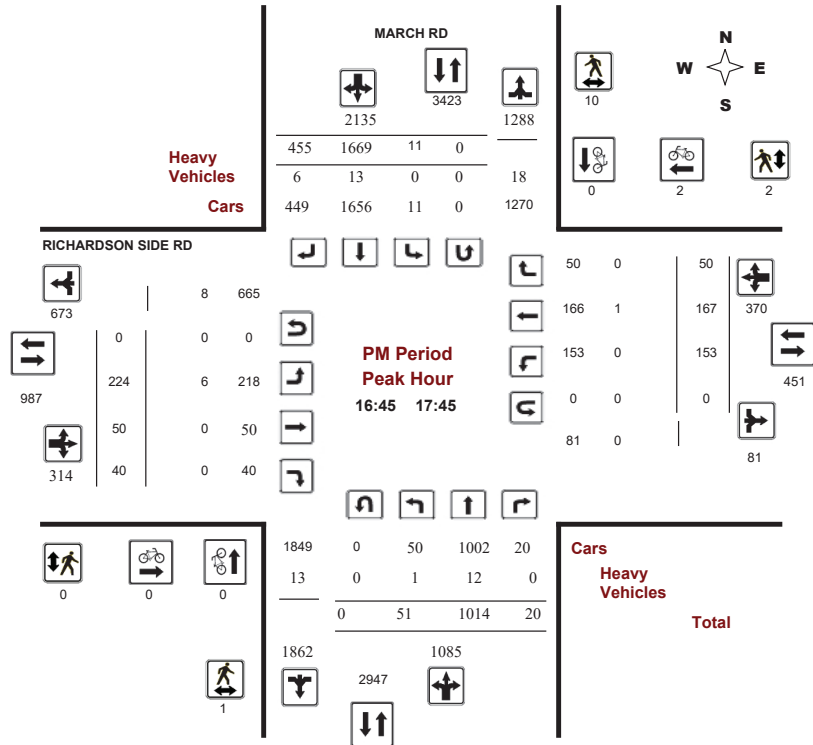 MARCH RD
N
W E
S
3423
10
2135 1288
455 1669 11 0
Heavy
Vehicles
6 13 0 0 18
Cars 449 1656 11 0 1270
0 2 2
RICHARDSON SIDE RD
673 8 665
0 0 0
987 224 6 218
50 0 50
314 40 0 40
PM Period
Peak Hour
16:45 17:45
50 0 50
166 1 167 370
153 0 153
451
0 0 0
81 0 81
1849 0 50 1002 20 Cars
13 0 1 12 0 Heavy
Vehicles
0 51 1014 20 Total
0 0 0
1862 2947 1085
1